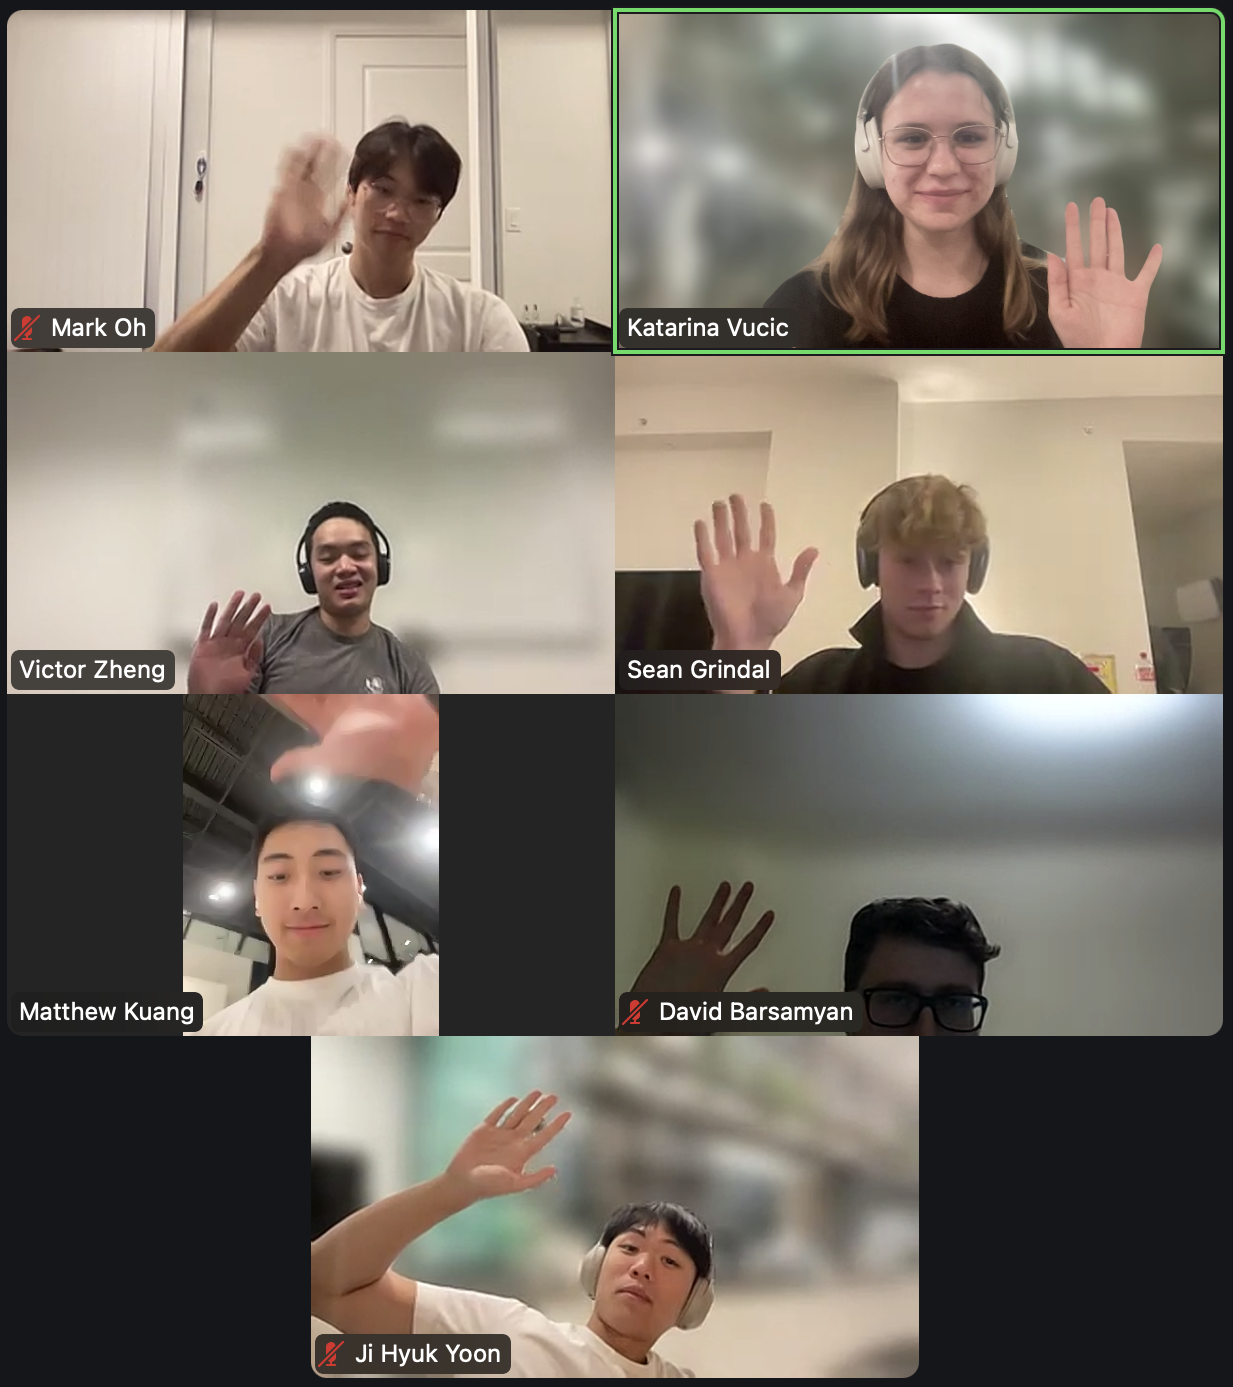 Mark Oh
Katarina Vucic
Victor Zheng
Sean Grindal
Matthew Kuang
David Barsamyan
Ji Hyuk Yoon